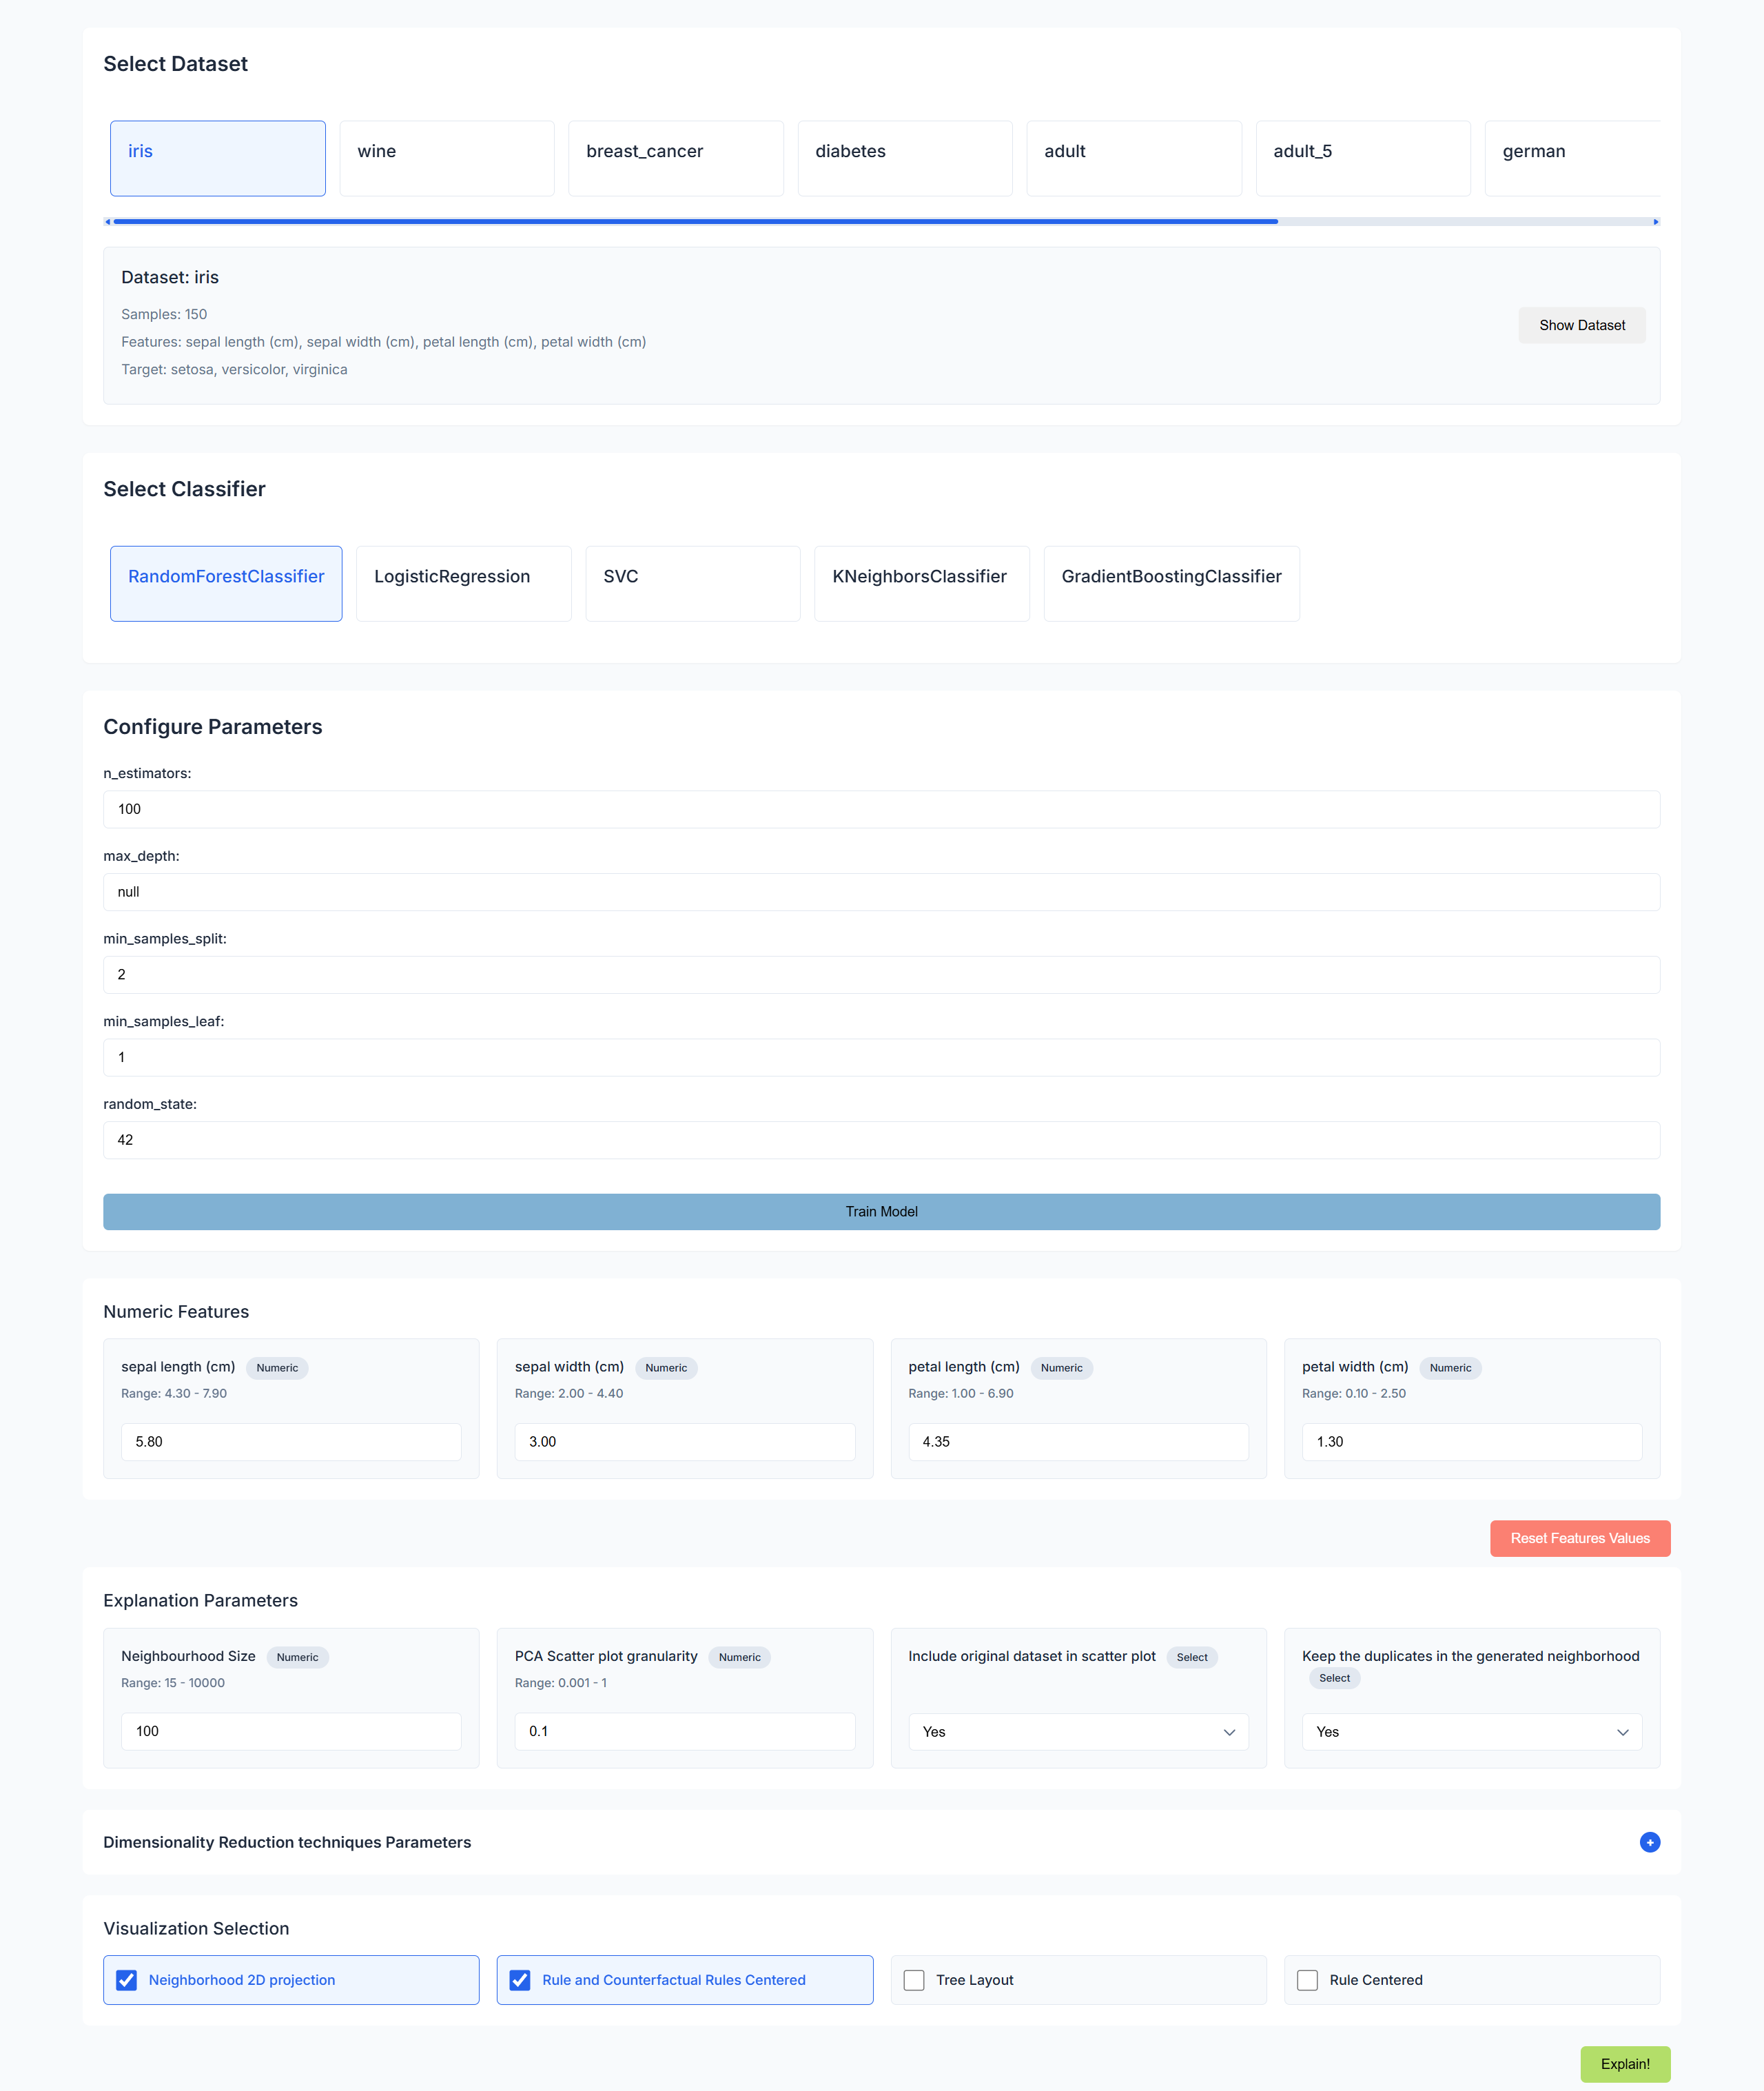 Select Dataset
iris
wine
breast_cancer
diabetes
adult
adult_5
german
Dataset: iris
Samples: 150
Features: sepal length (cm), sepal width (cm), petal length (cm), petal width (cm)
Target: setosa, versicolor, virginica
Show Dataset
Select Classifier
RandomForestClassifier
LogisticRegression
SVC
KNeighborsClassifier
GradientBoostingClassifier
Configure Parameters
n_estimators:
100
max_depth:
null
min_samples_split:
2
min_samples_leaf:
1
random_state:
42
Train Model
Numeric Features
sepal length (cm) Numeric
Range: 4.30 - 7.90
5.80
sepal width (cm) Numeric
Range: 2.00 - 4.40
3.00
petal length (cm) Numeric
Range: 1.00 - 6.90
4.35
petal width (cm) Numeric
Range: 0.10 - 2.50
1.30
Reset Features Values
Explanation Parameters
Neighbourhood Size Numeric
Range: 15 - 10000
100
PCA Scatter plot granularity Numeric
Range: 0.001 - 1
0.1
Include original dataset in scatter plot Select
Yes
Keep the duplicates in the generated neighborhood
Select
Yes
Dimensionality Reduction techniques Parameters
+
Visualization Selection
Neighborhood 2D projection
Rule and Counterfactual Rules Centered
Tree Layout
Rule Centered
Explain!